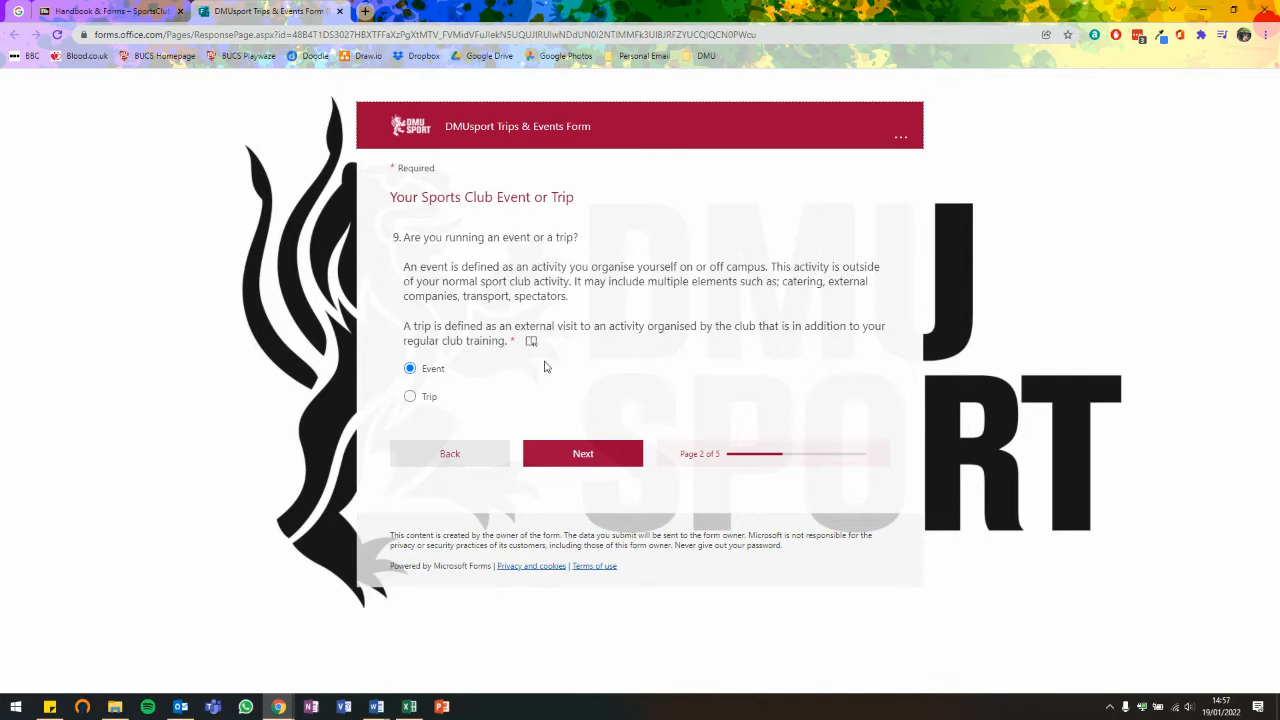 Handbook & Forms – Sports Clubs
DMUsport Trips & Events Form
BBC
Blood.co.uk
BUCS Homepage
BUCS Playwaze
Doodle
Draw.io
Dropbox
Google Drive
Google Photos
Personal Email
DMU
DMU
SPORT
DMU SPORT
DMUsport Trips & Events Form
...
* Required
Your Sports Club Event or Trip
9. Are you running an event or a trip?
An event is defined as an activity you organise yourself on or off campus. This activity is outside
of your normal sport club activity. It may include multiple elements such as; catering, external
companies, transport, spectators.
A trip is defined as an external visit to an activity organised by the club that is in addition to your
regular club training. *
Event
Trip
Back
Next
Page 2 of 5
This content is created by the owner of the form. The data you submit will be sent to the form owner. Microsoft is not responsible for the
privacy or security practices of its customers, including those of this form owner. Never give out your password.
Powered by Microsoft Forms | Privacy and cookies | Terms of use
14:57
19/01/2022